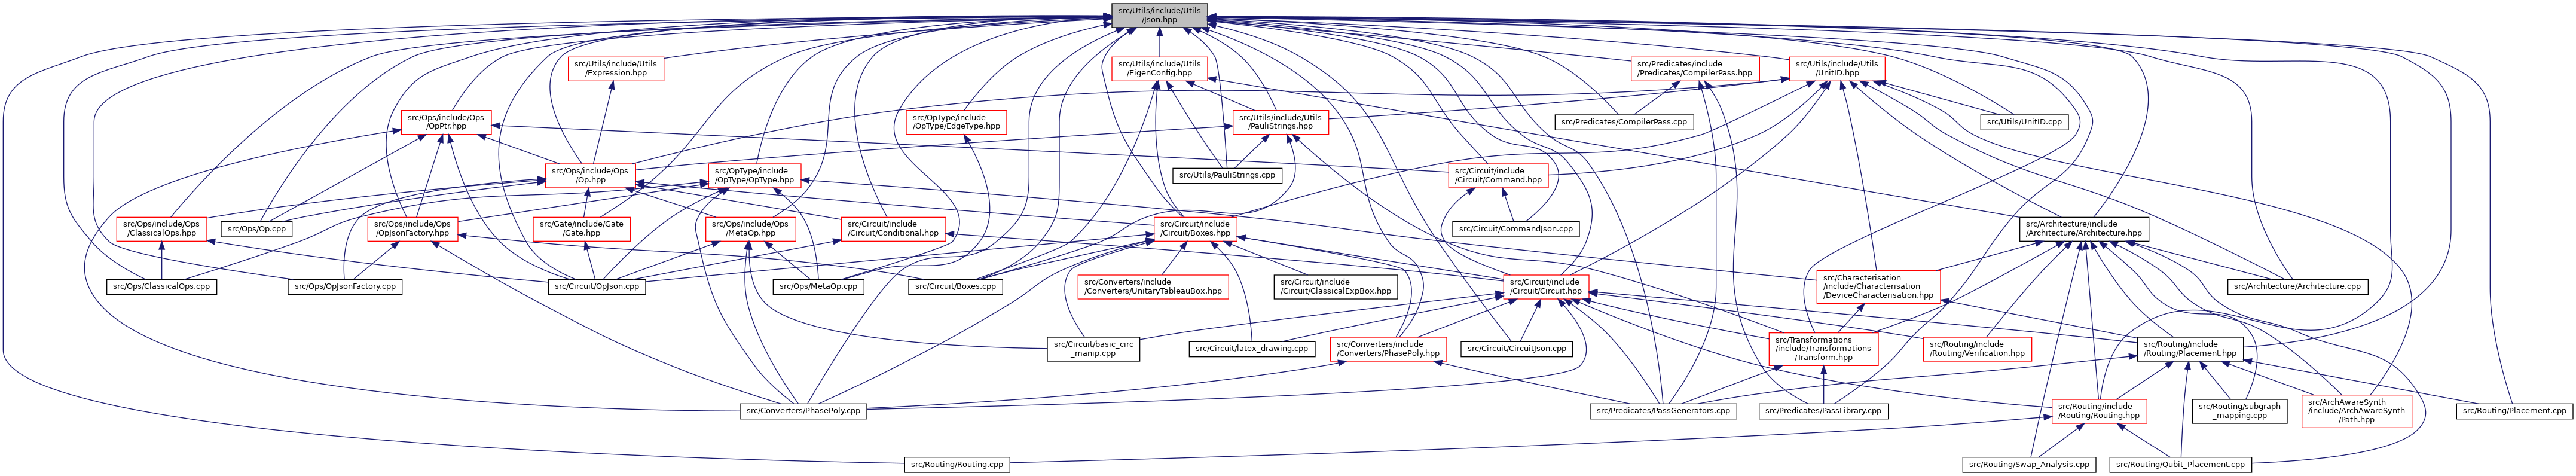 src/Utils/include/Utils
/Json.hpp
src/Utils/include/Utils
/Expression.hpp
src/Utils/include/Utils
/EigenConfig.hpp
src/Predicates/include
/Predicates/CompilerPass.hpp
src/Utils/include/Utils
/UnitID.hpp
src/Ops/include/Ops
/OpPtr.hpp
src/OpType/include
/OpType/EdgeType.hpp
src/Utils/include/Utils
/PauliStrings.hpp
src/Predicates/CompilerPass.cpp
src/Utils/UnitID.cpp
src/Ops/include/Ops
/Op.hpp
src/OpType/include
/OpType/OpType.hpp
src/Utils/PauliStrings.cpp
src/Circuit/include
/Circuit/Command.hpp
src/Ops/include/Ops
/ClassicalOps.hpp
src/Ops/Op.cpp
src/Ops/include/Ops
/OpJsonFactory.hpp
src/Gate/include/Gate
/Gate.hpp
src/Ops/include/Ops
/MetaOp.hpp
src/Circuit/include
/Circuit/Conditional.hpp
src/Circuit/include
/Circuit/Boxes.hpp
src/Circuit/CommandJson.cpp
src/Architecture/include
/Architecture/Architecture.hpp
src/Ops/ClassicalOps.cpp
src/Ops/OpJsonFactory.cpp
src/Circuit/OpJson.cpp
src/Ops/MetaOp.cpp
src/Circuit/Boxes.cpp
src/Converters/include
/Converters/UnitaryTableauBox.hpp
src/Circuit/include
/Circuit/ClassicalExpBox.hpp
src/Circuit/include
/Circuit/Circuit.hpp
src/Characterisation
/include/Characterisation
/DeviceCharacterisation.hpp
src/Architecture/Architecture.cpp
src/Circuit/basic_circ
_manip.cpp
src/Circuit/latex_drawing.cpp
src/Converters/include
/Converters/PhasePoly.hpp
src/Circuit/CircuitJson.cpp
src/Transformations
/include/Transformations
/Transform.hpp
src/Routing/include
/Routing/Verification.hpp
src/Routing/include
/Routing/Placement.hpp
src/Converters/PhasePoly.cpp
src/Predicates/PassGenerators.cpp
src/Predicates/PassLibrary.cpp
src/Routing/include
/Routing/Routing.hpp
src/Routing/subgraph
_mapping.cpp
src/ArchAwareSynth
/include/ArchAwareSynth
/Path.hpp
src/Routing/Placement.cpp
src/Routing/Routing.cpp
src/Routing/Swap_Analysis.cpp
src/Routing/Qubit_Placement.cpp